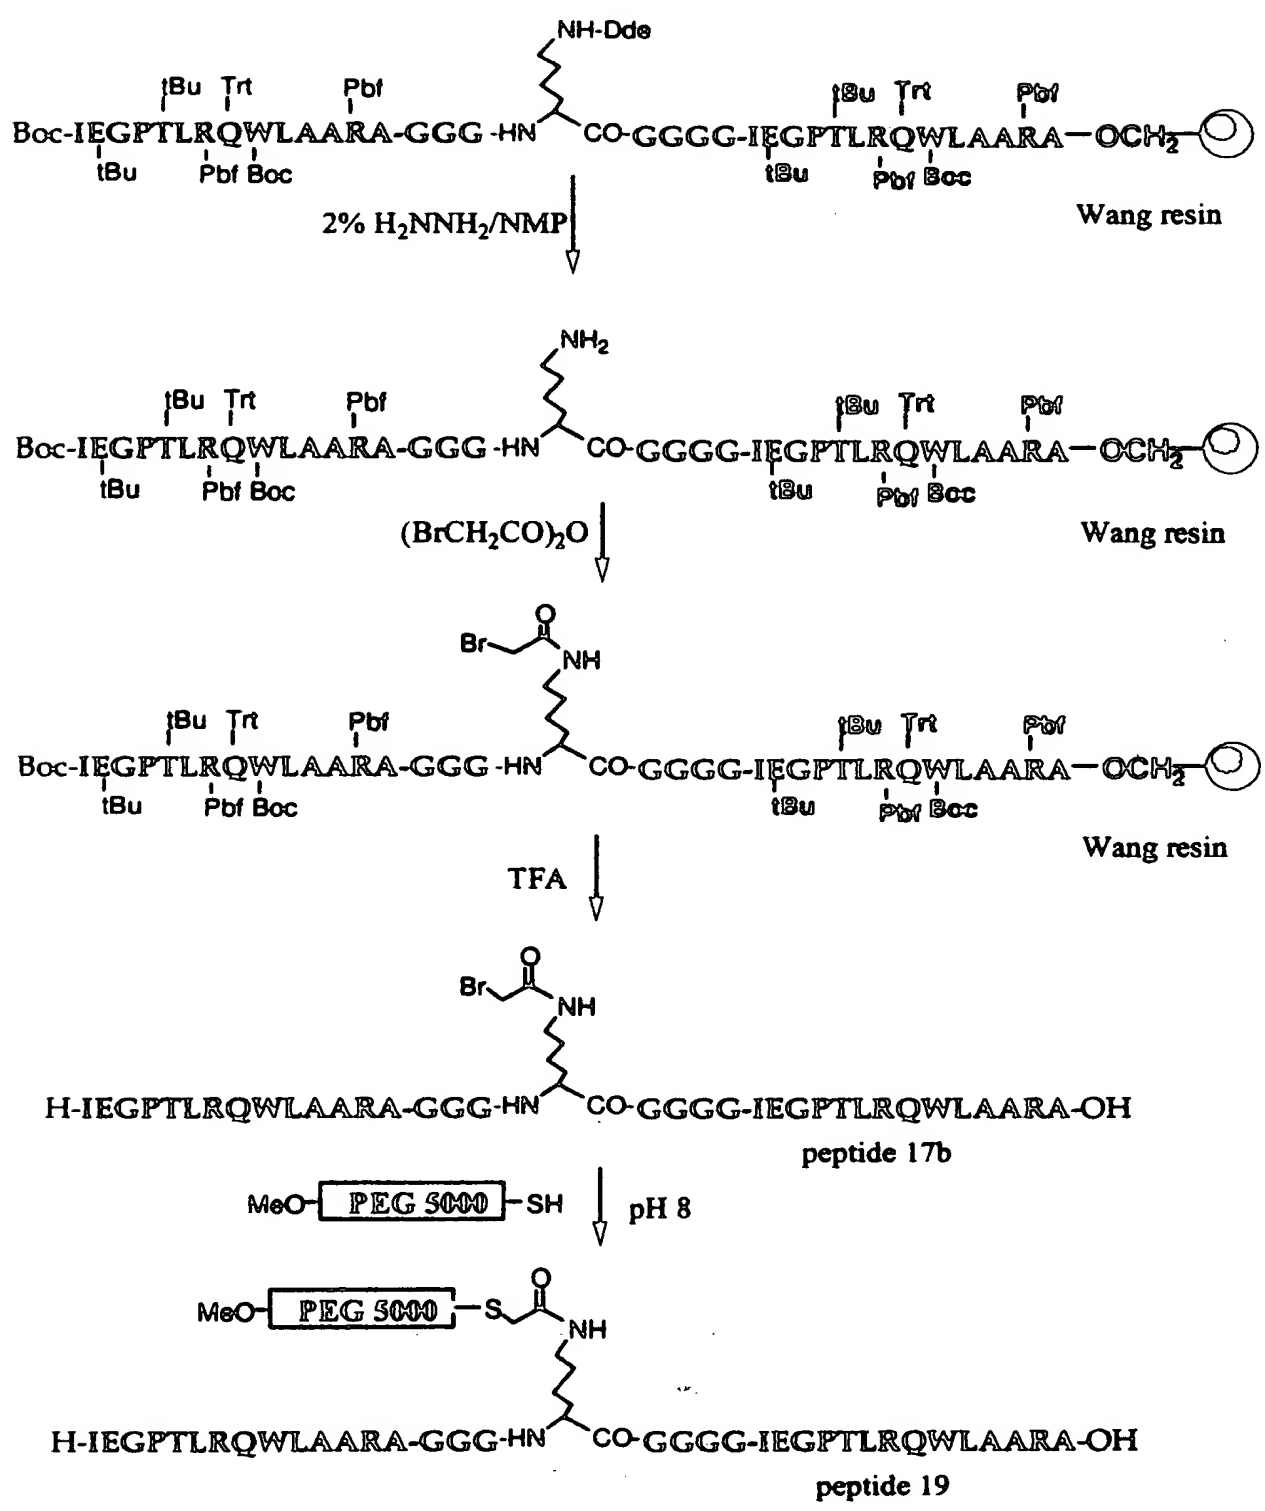 NH-Dde
tBu Trt Pbf tBu Trt Pbf
Boc-IEGPTLRQWLAARA-GGG-HN CO-GGGG-IEGPTLRQWLAARA-OCH2
tBu Pbf Boc tBu Pbf Boc
Wang resin
2% H2NNH2/NMP
NH2
tBu Trt Pbf tBu Trt Pbf
Boc-IEGPTLRQWLAARA-GGG-HN CO-GGGG-IEGPTLRQWLAARA-OCH2
tBu Pbf Boc tBu Pbf Boc
(BrCH2CO)2O
Wang resin
O
Br
NH
tBu Trt Pbf tBu Trt Pbf
Boc-IEGPTLRQWLAARA-GGG-HN CO-GGGG-IEGPTLRQWLAARA-OCH2
tBu Pbf Boc tBu Pbf Boc
Wang resin
TFA
O
Br
NH
H-IEGPTLRQWLAARA-GGG-HN CO-GGGG-IEGPTLRQWLAARA-OH
peptide 17b
MeO PEG 5000 SH pH 8
O
MeO PEG 5000 S
NH
H-IEGPTLRQWLAARA-GGG-HN CO-GGGG-IEGPTLRQWLAARA-OH
peptide 19